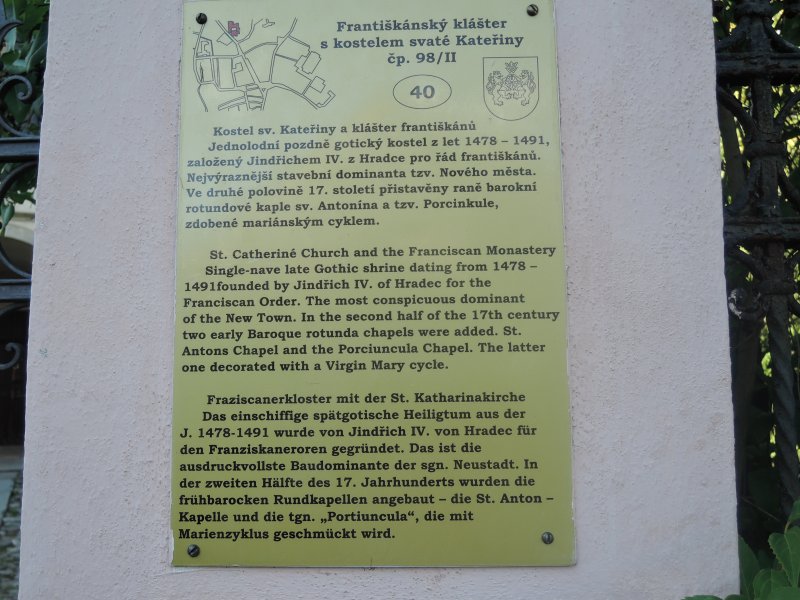 Františkánský klášter
s kostelem svaté Kateřiny
čp. 98/II
40
Kostel sv. Kateřiny a klášter františkánů
Jednolodní pozdně gotický kostel z let 1478 – 1491,
založený Jindřichem IV. z Hradce pro řád františkánů.
Nejvýraznější stavební dominanta tzv. Nového města.
Ve druhé polovině 17. století přistavěny raně barokní
rotundové kaple sv. Antonína a tzv. Porcinkule,
zdobené mariánským cyklem.
St. Catheriné Church and the Franciscan Monastery
Single-nave late Gothic shrine dating from 1478 –
1491founded by Jindřich IV. of Hradec for the
Franciscan Order. The most conspicuous dominant
of the New Town. In the second half of the 17th century
two early Baroque rotunda chapels were added. St.
Antons Chapel and the Porciuncula Chapel. The latter
one decorated with a Virgin Mary cycle.
Fraziscanerkloster mit der St. Katharinakirche
Das einschiffige spätgotische Heiligtum aus der
J. 1478-1491 wurde von Jindřich IV. von Hradec für
den Franziskaneroren gegründet. Das ist die
ausdruckvollste Baudominante der sgn. Neustadt. In
der zweiten Hälfte des 17. Jahrhunderts wurden die
frühbarocken Rundkapellen angebaut – die St. Anton –
Kapelle und die tgn. „Portiuncula“, die mit
Marienzyklus geschmückt wird.